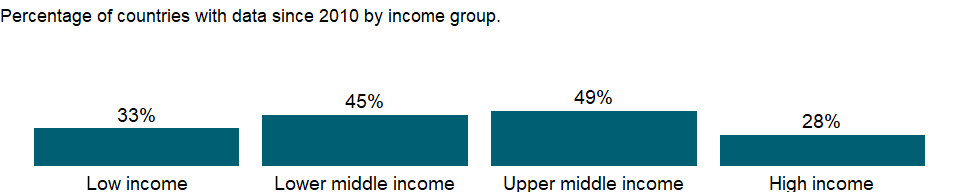 Percentage of countries with data since 2010 by income group.
33% 45% 49% 28%
Low income Lower middle income Upper middle income High income